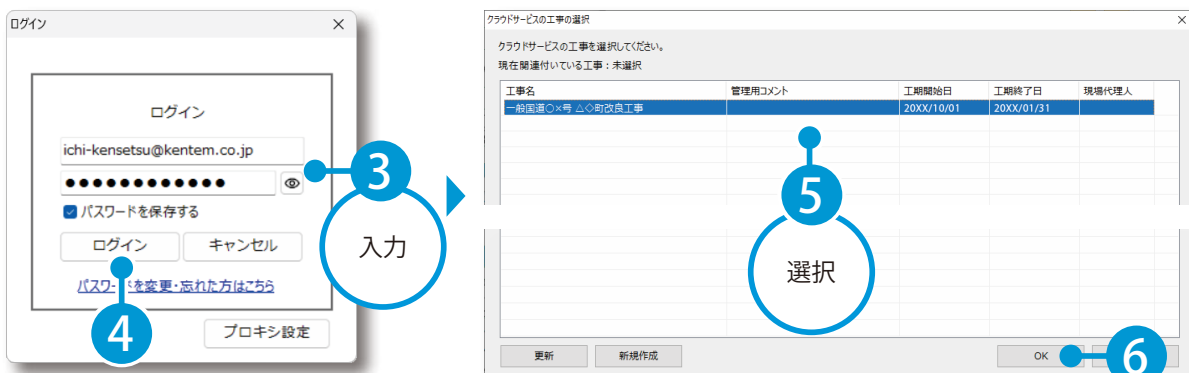 ログイン
ログイン
ichi-kensetsu@kentem.co.jp
●●●●●●●●●●●●
パスワードを保存する
ログイン キャンセル
パスワードを変更・忘れた方はこちら
プロキシ設定
3
入力
4
クラウドサービスの工事の選択
クラウドサービスの工事を選択してください。
現在関連付いている工事：未選択
工事名 管理用コメント 工期開始日 工期終了日 現場代理人
一般国道○×号 △◇町改良工事 20XX/10/01 20XX/01/31
5
選択
更新 新規作成 OK
6